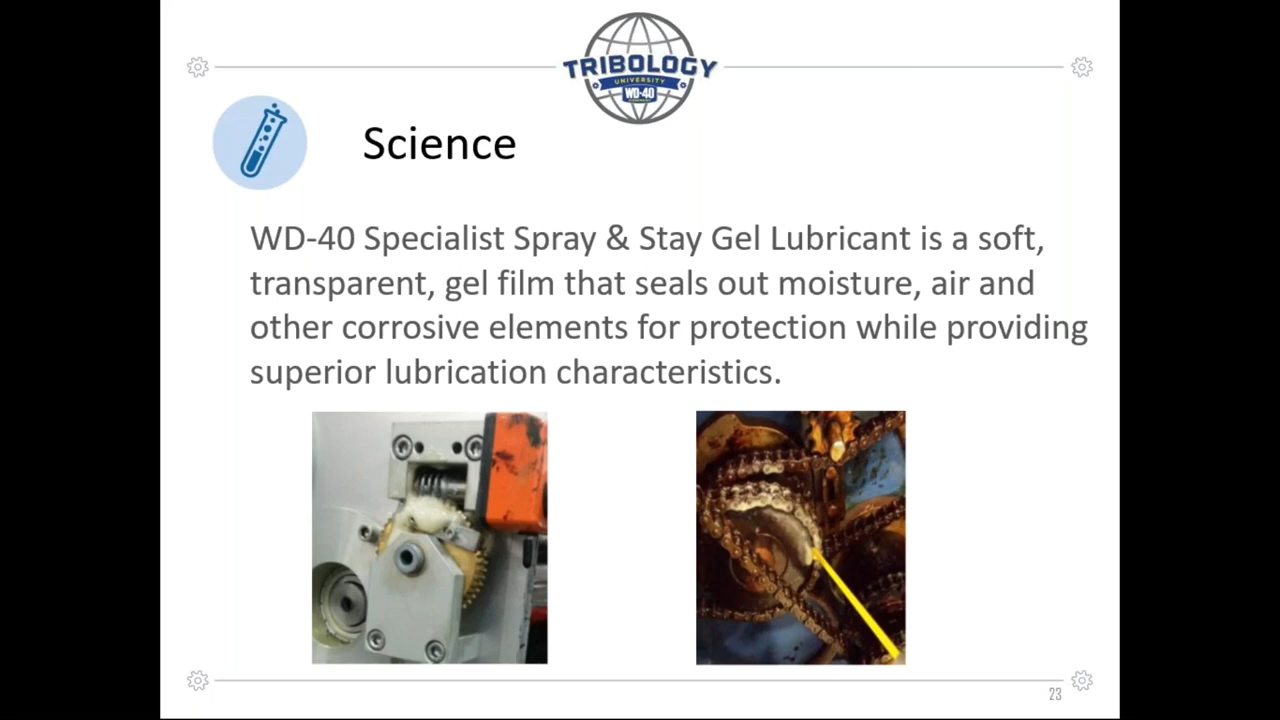 TRIBOLOGY
UNIVERSITY
WD-40
Science
WD-40 Specialist Spray & Stay Gel Lubricant is a soft,
transparent, gel film that seals out moisture, air and
other corrosive elements for protection while providing
superior lubrication characteristics.
23